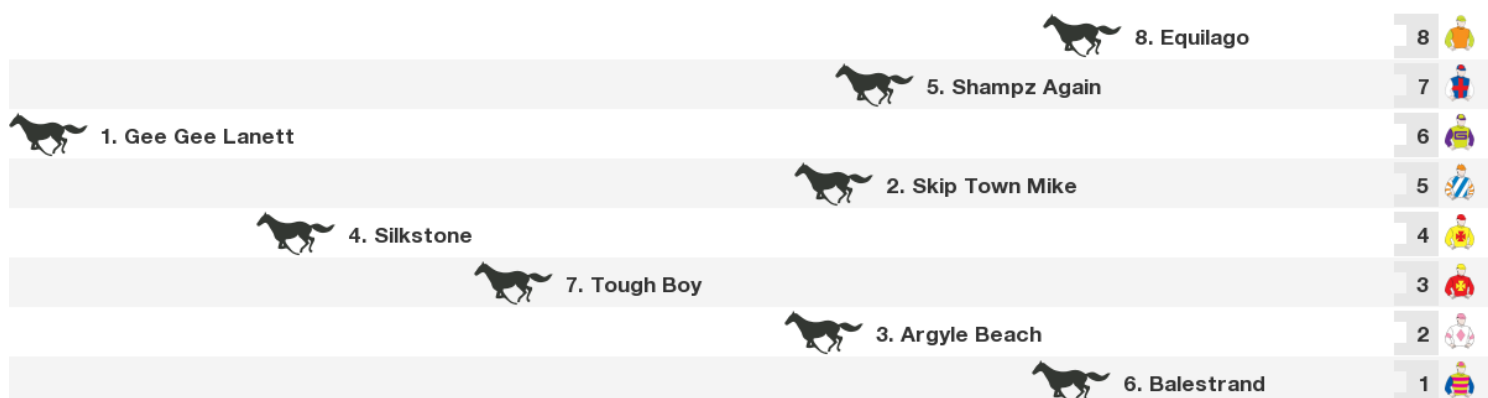 8. Equilago 8
5. Shampz Again 7
1. Gee Gee Lanett 6
2. Skip Town Mike 5
4. Silkstone 4
7. Tough Boy 3
3. Argyle Beach 2
6. Balestrand 1